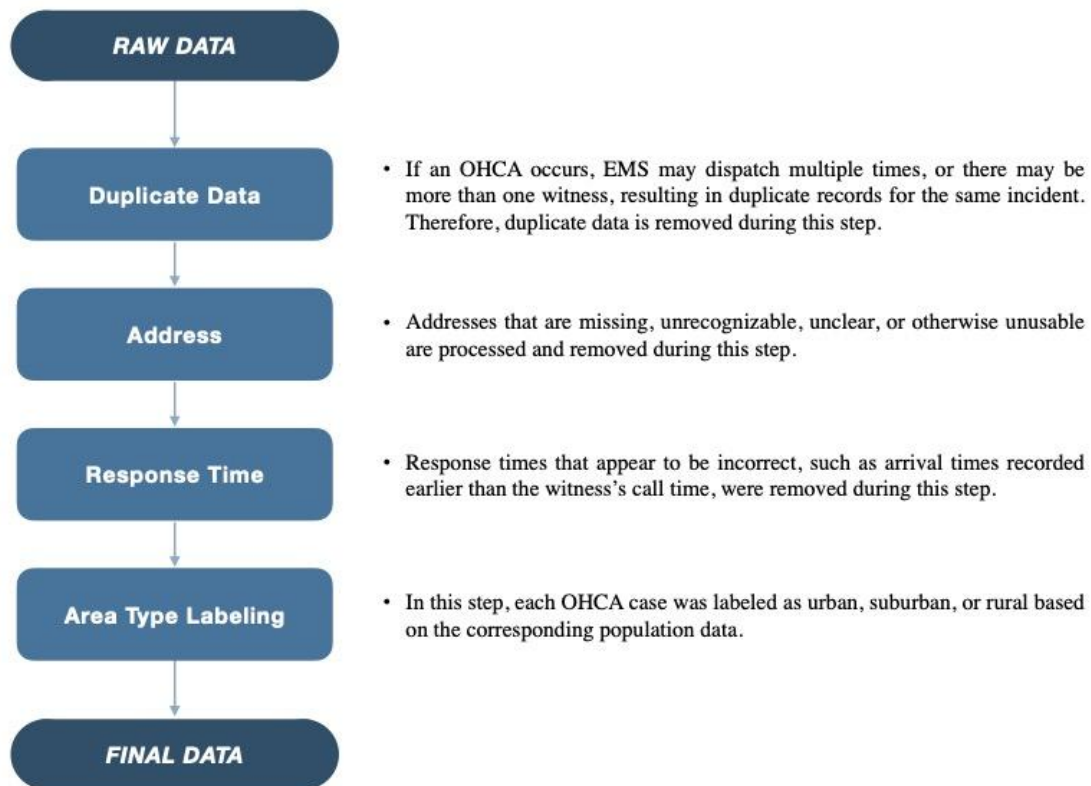 RAW DATA
Duplicate Data
• If an OHCA occurs, EMS may dispatch multiple times, or there may be
more than one witness, resulting in duplicate records for the same incident.
Therefore, duplicate data is removed during this step.
Address
• Addresses that are missing, unrecognizable, unclear, or otherwise unusable
are processed and removed during this step.
Response Time
• Response times that appear to be incorrect, such as arrival times recorded
earlier than the witness's call time, were removed during this step.
Area Type Labeling
• In this step, each OHCA case was labeled as urban, suburban, or rural based
on the corresponding population data.
FINAL DATA